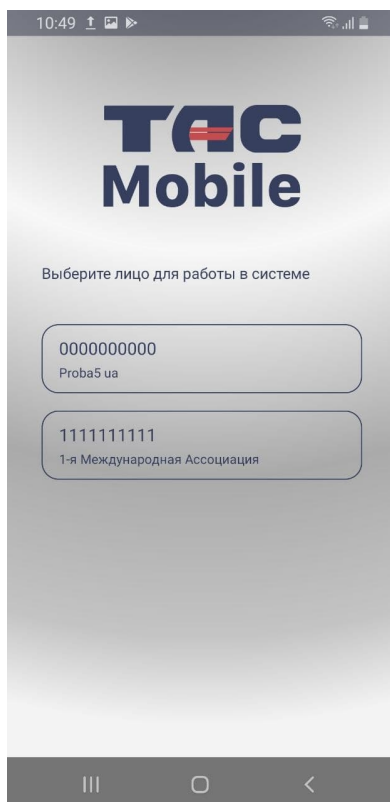 10:49
TAC
Mobile
Выберите лицо для работы в системе
0000000000
Proba5 ua
1111111111
1-я Международная Ассоциация